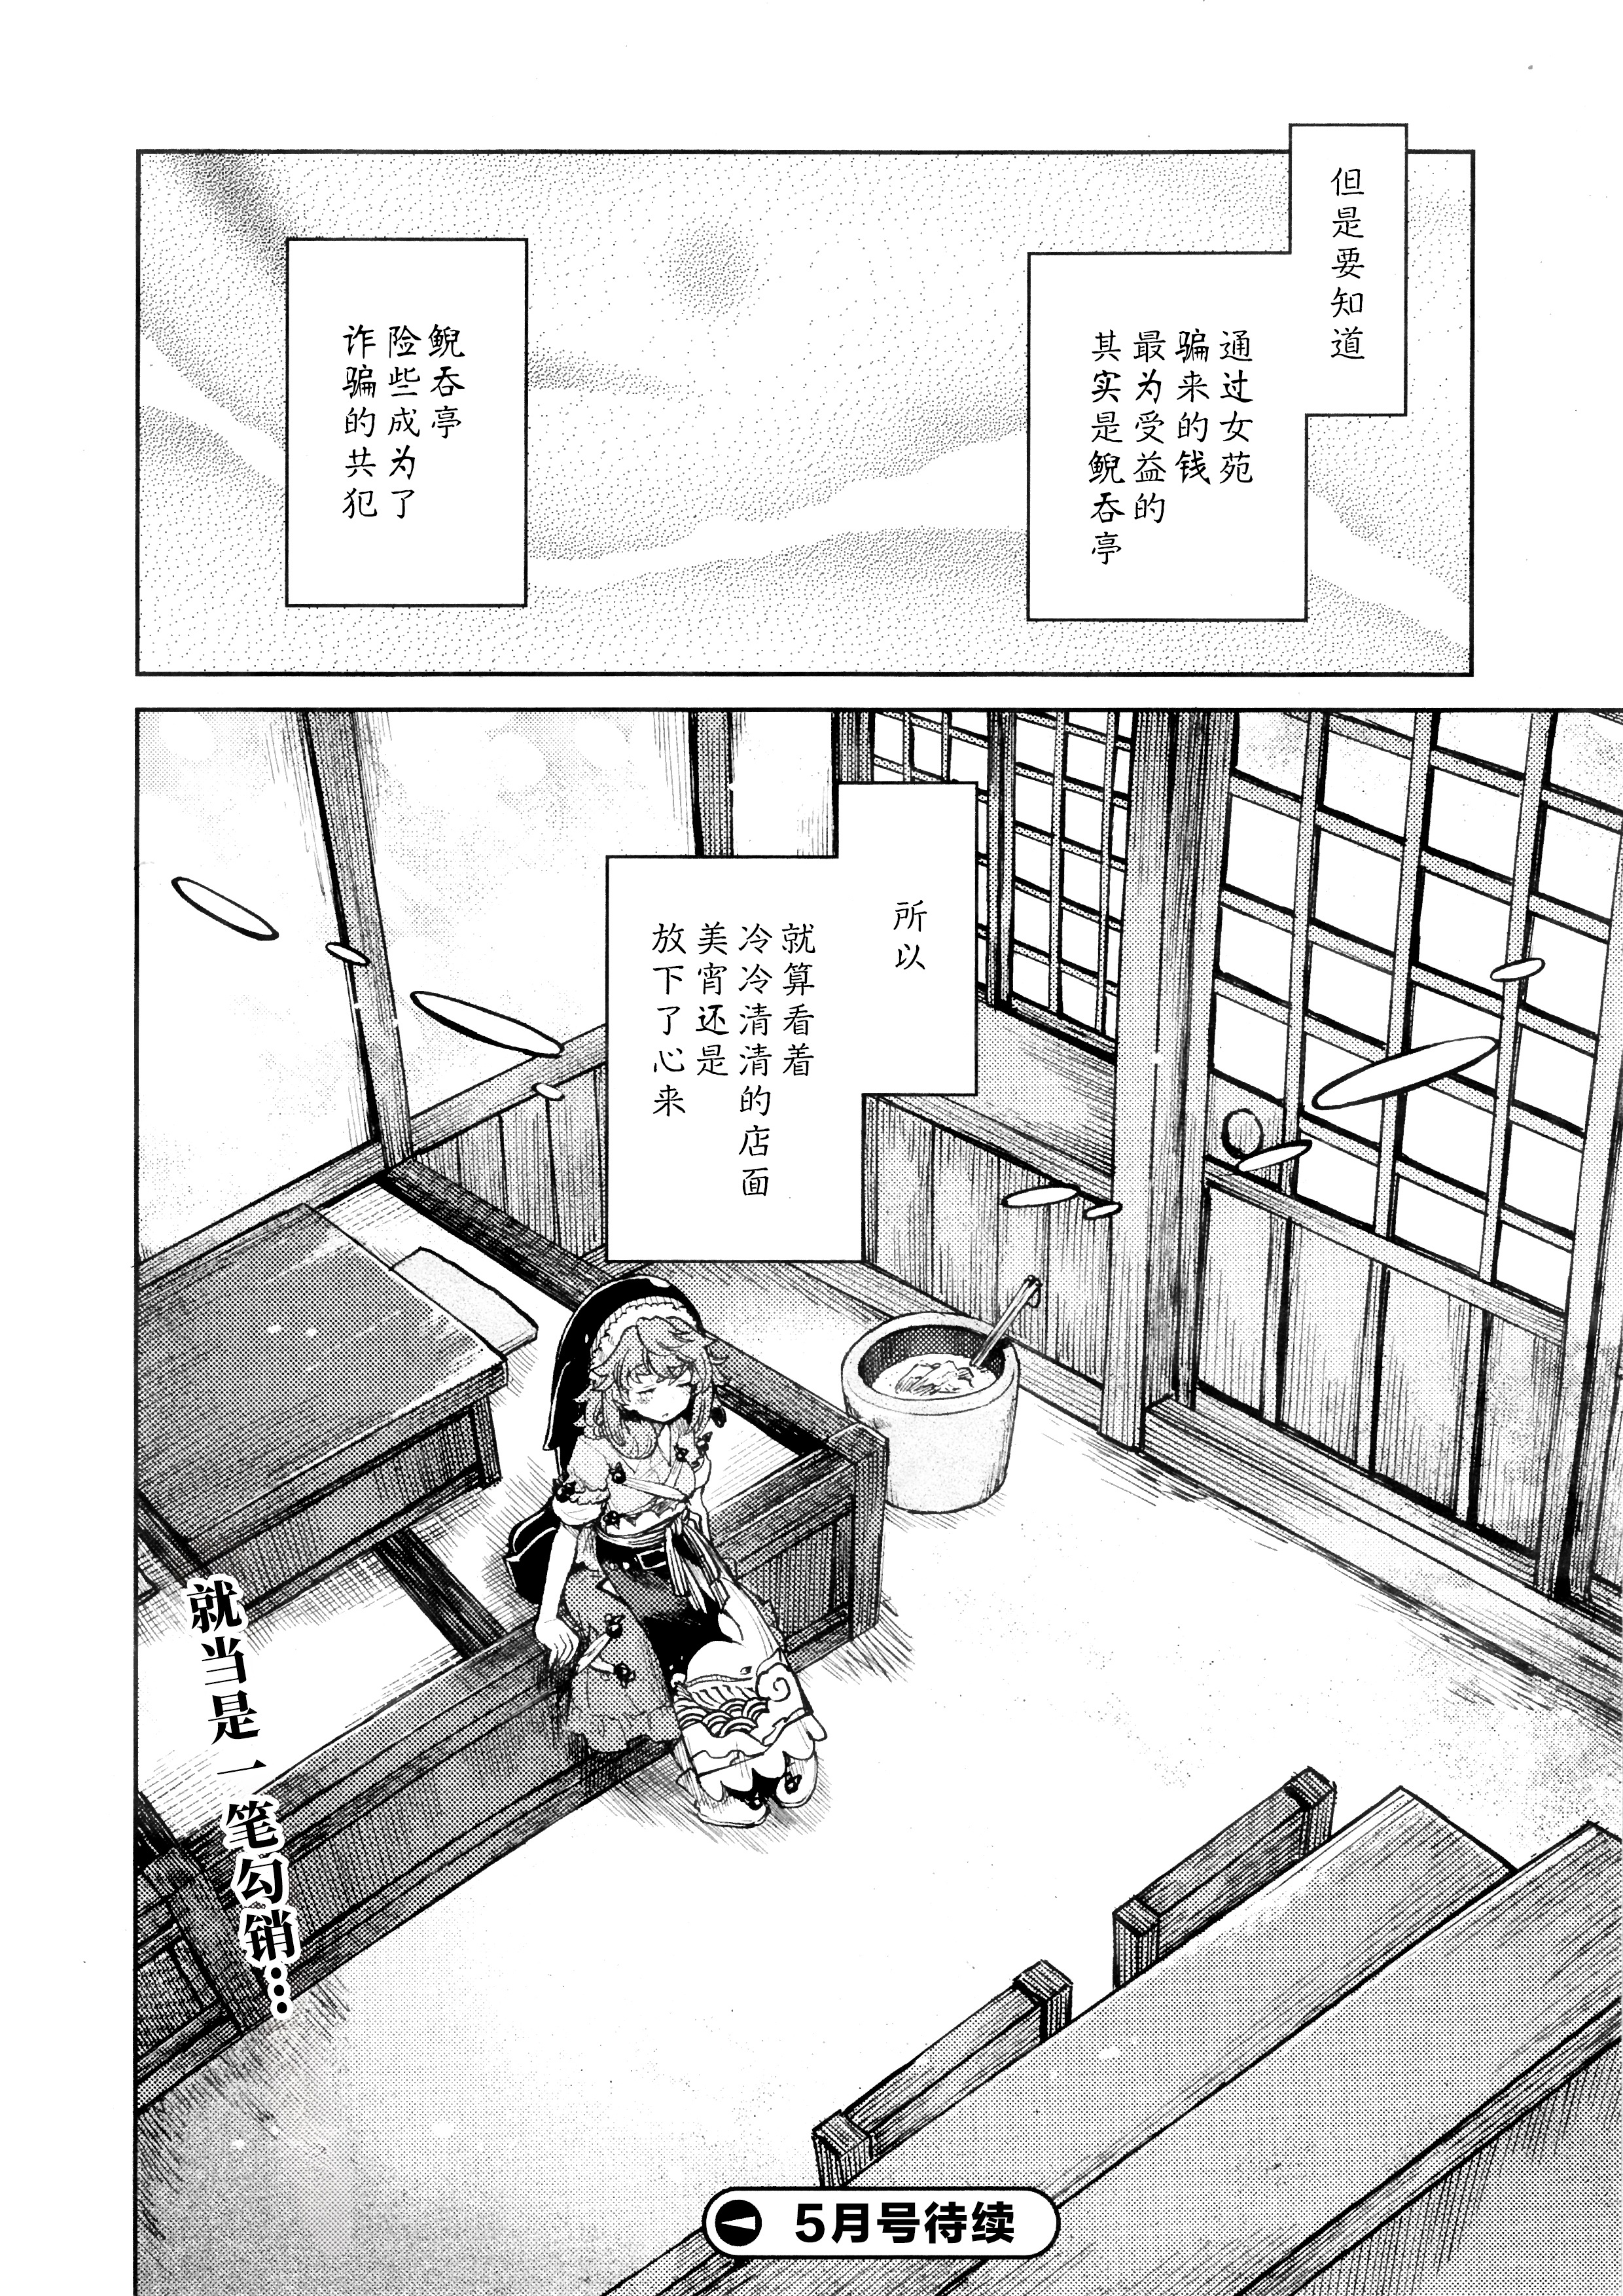 但是要知道
通过女苑
骗来的钱
最为受益的
其实是鲵吞亭
鲵吞亭
险些成为了
诈骗的共犯
所以
就算看着
冷冷清清的店面
美宵还是
放下了心来
就当是一笔勾销…
5月号待续